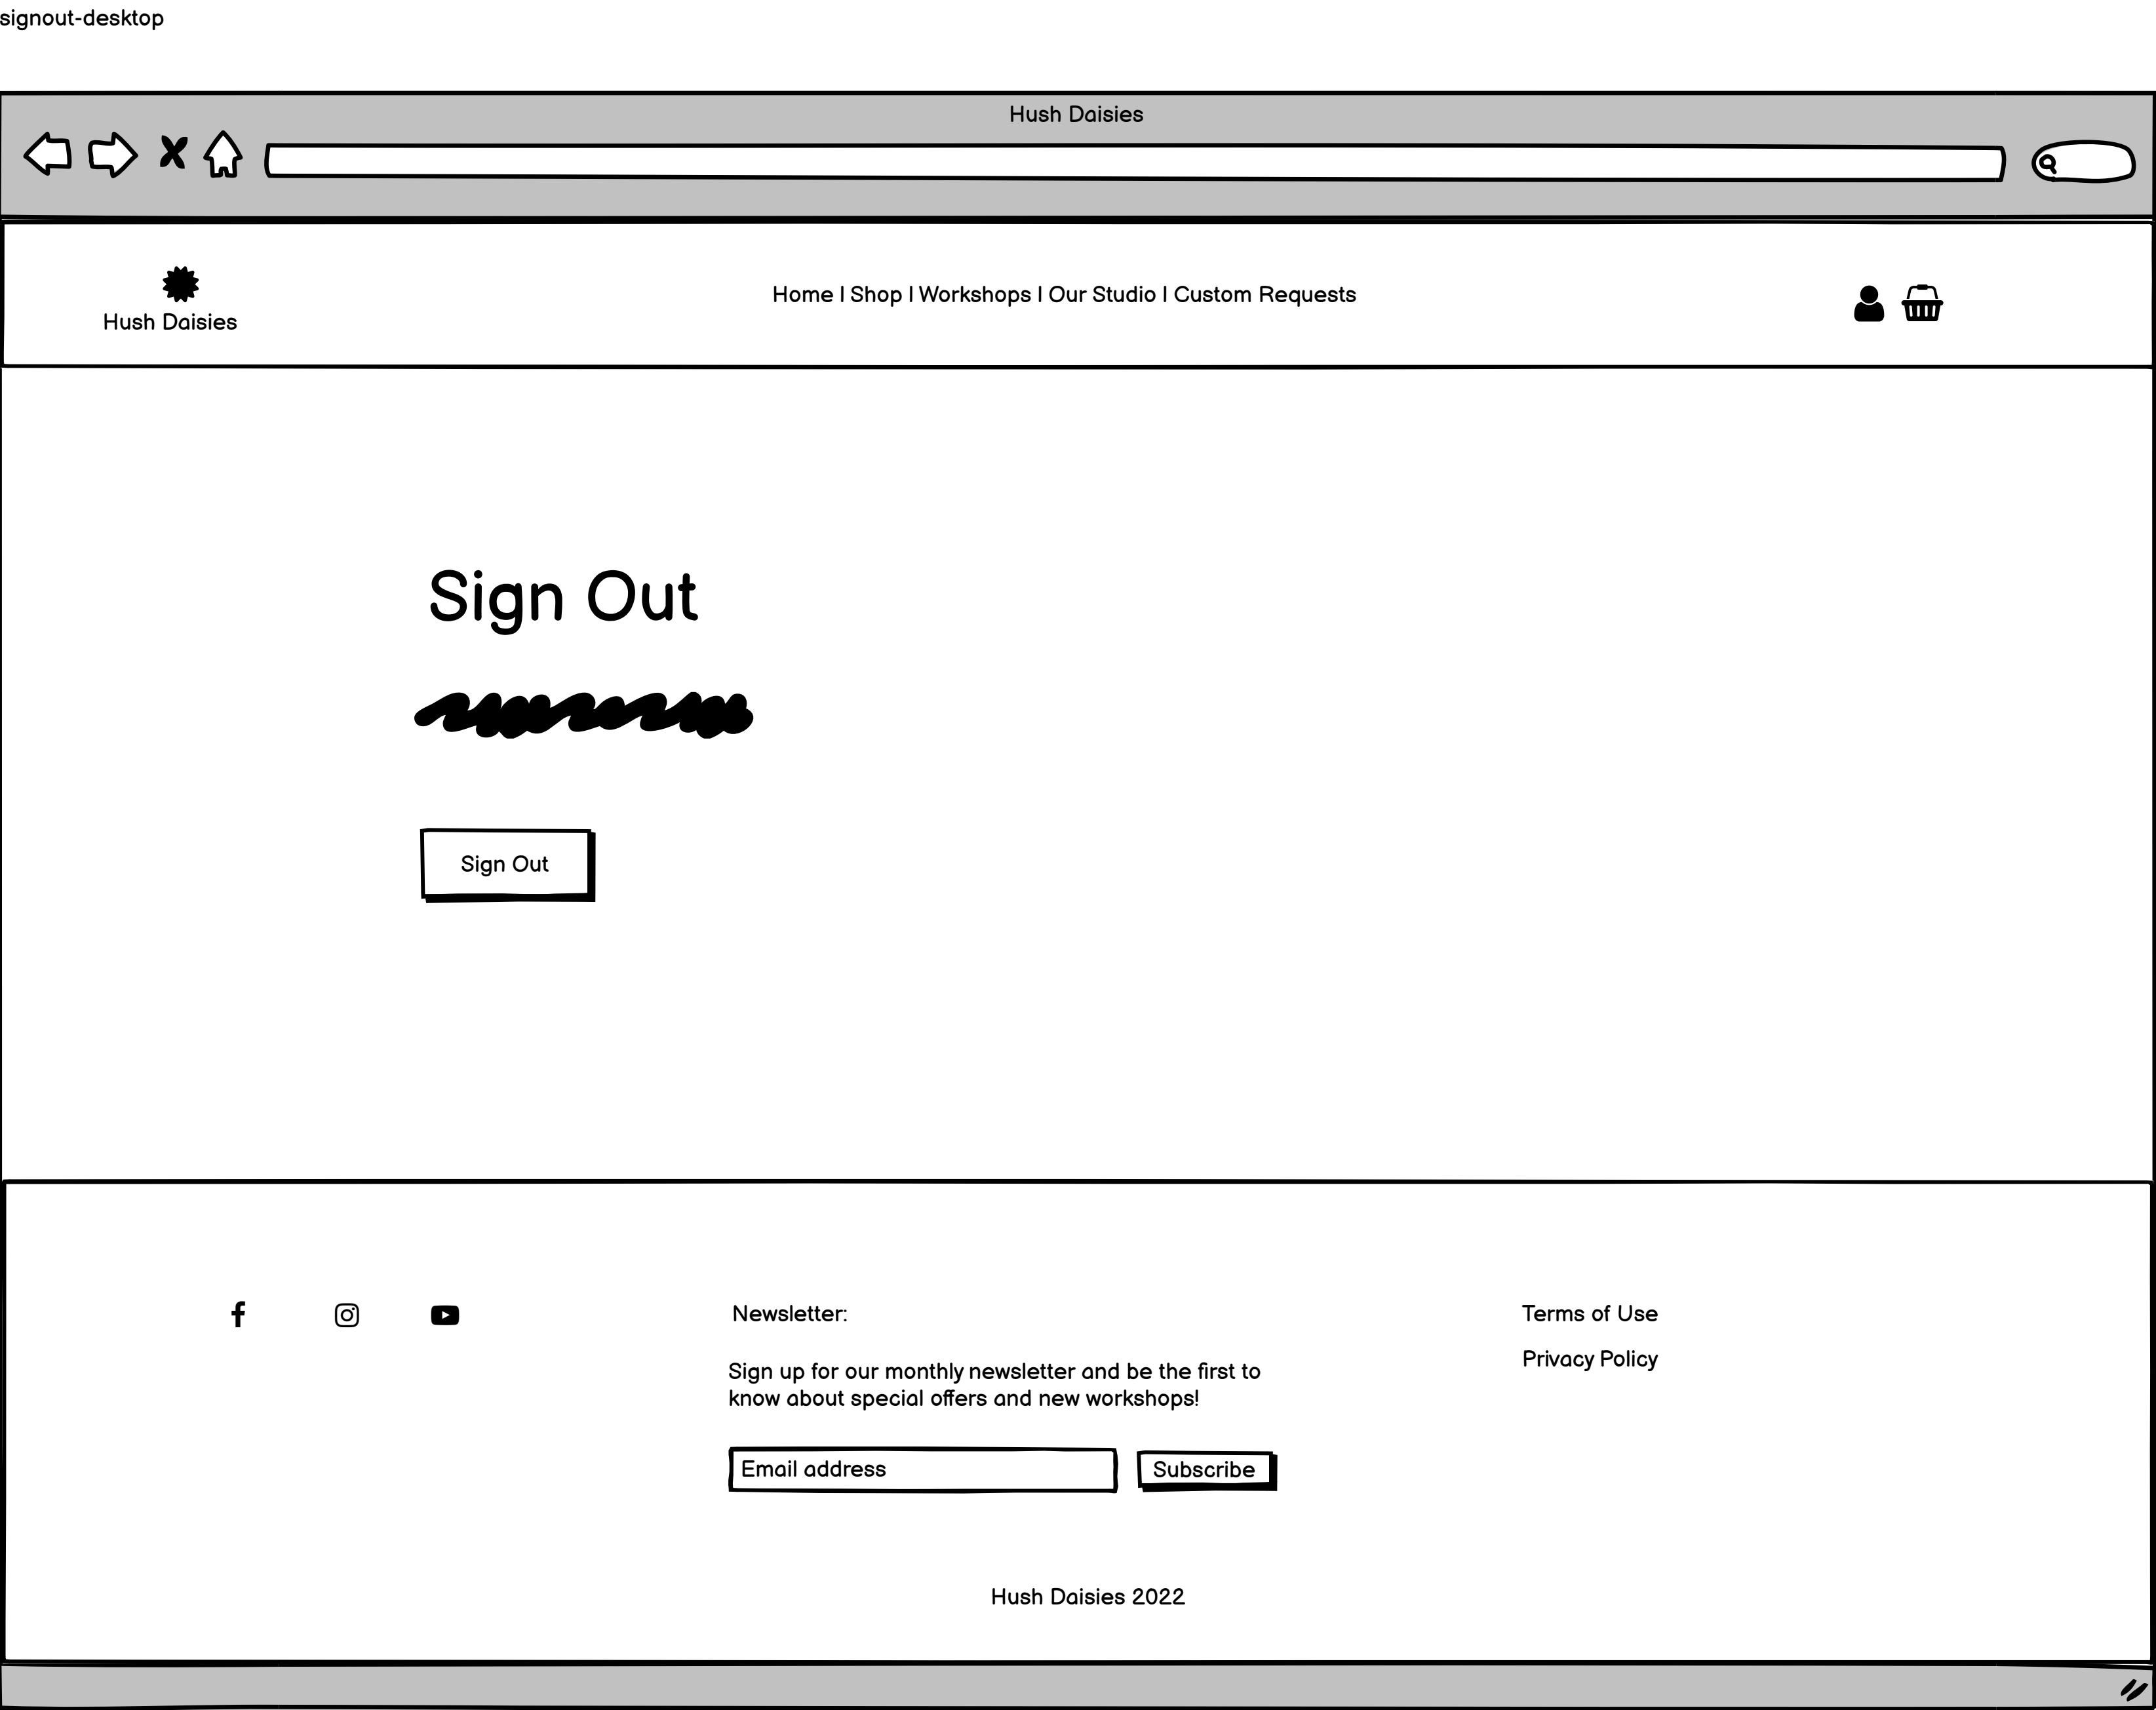 signout-desktop
Hush Daisies
Hush Daisies
Home | Shop | Workshops | Our Studio | Custom Requests
Sign Out
Sign Out
Newsletter:
Sign up for our monthly newsletter and be the first to
know about special offers and new workshops!
Email address
Subscribe
Terms of Use
Privacy Policy
Hush Daisies 2022